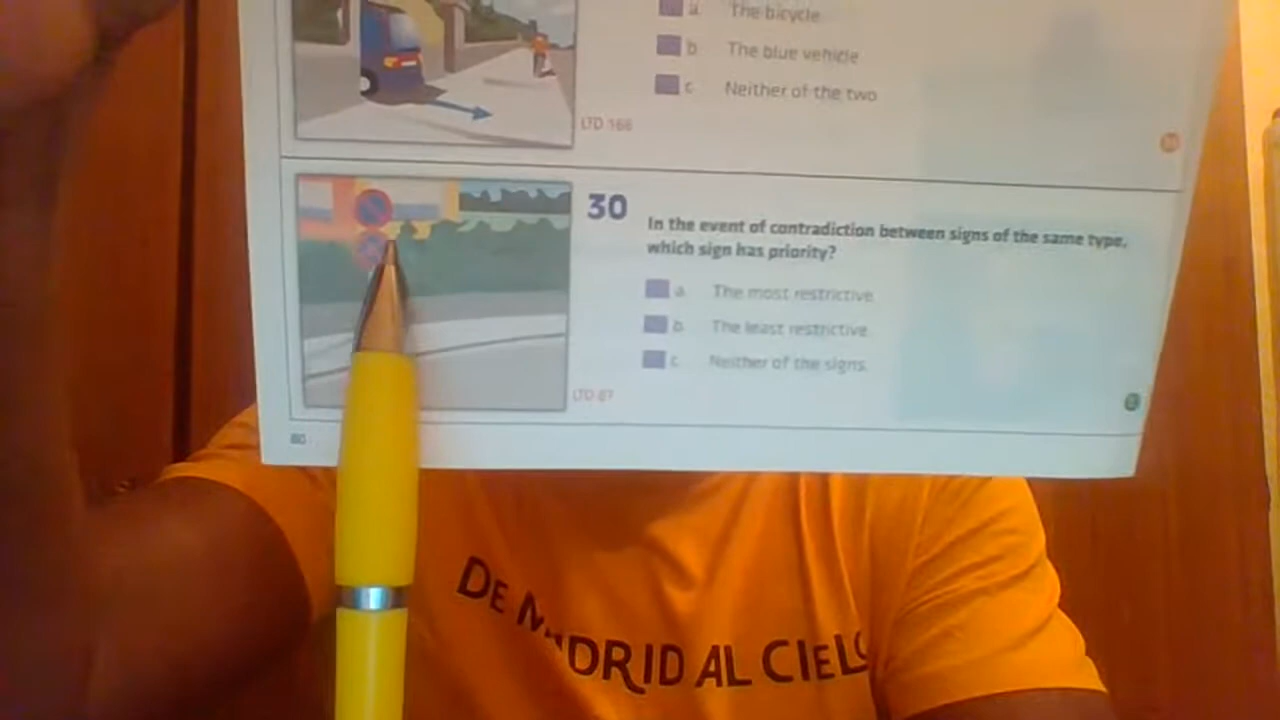 a The bicycle
b The blue vehicle
c Neither of the two
LTD 166
30
In the event of contradiction between signs of the same type,
which sign has priority?
a The most restrictive
b. The least restrictive
c. Neither of the signs
LTD 87
80
DE MADRID AL CIELO